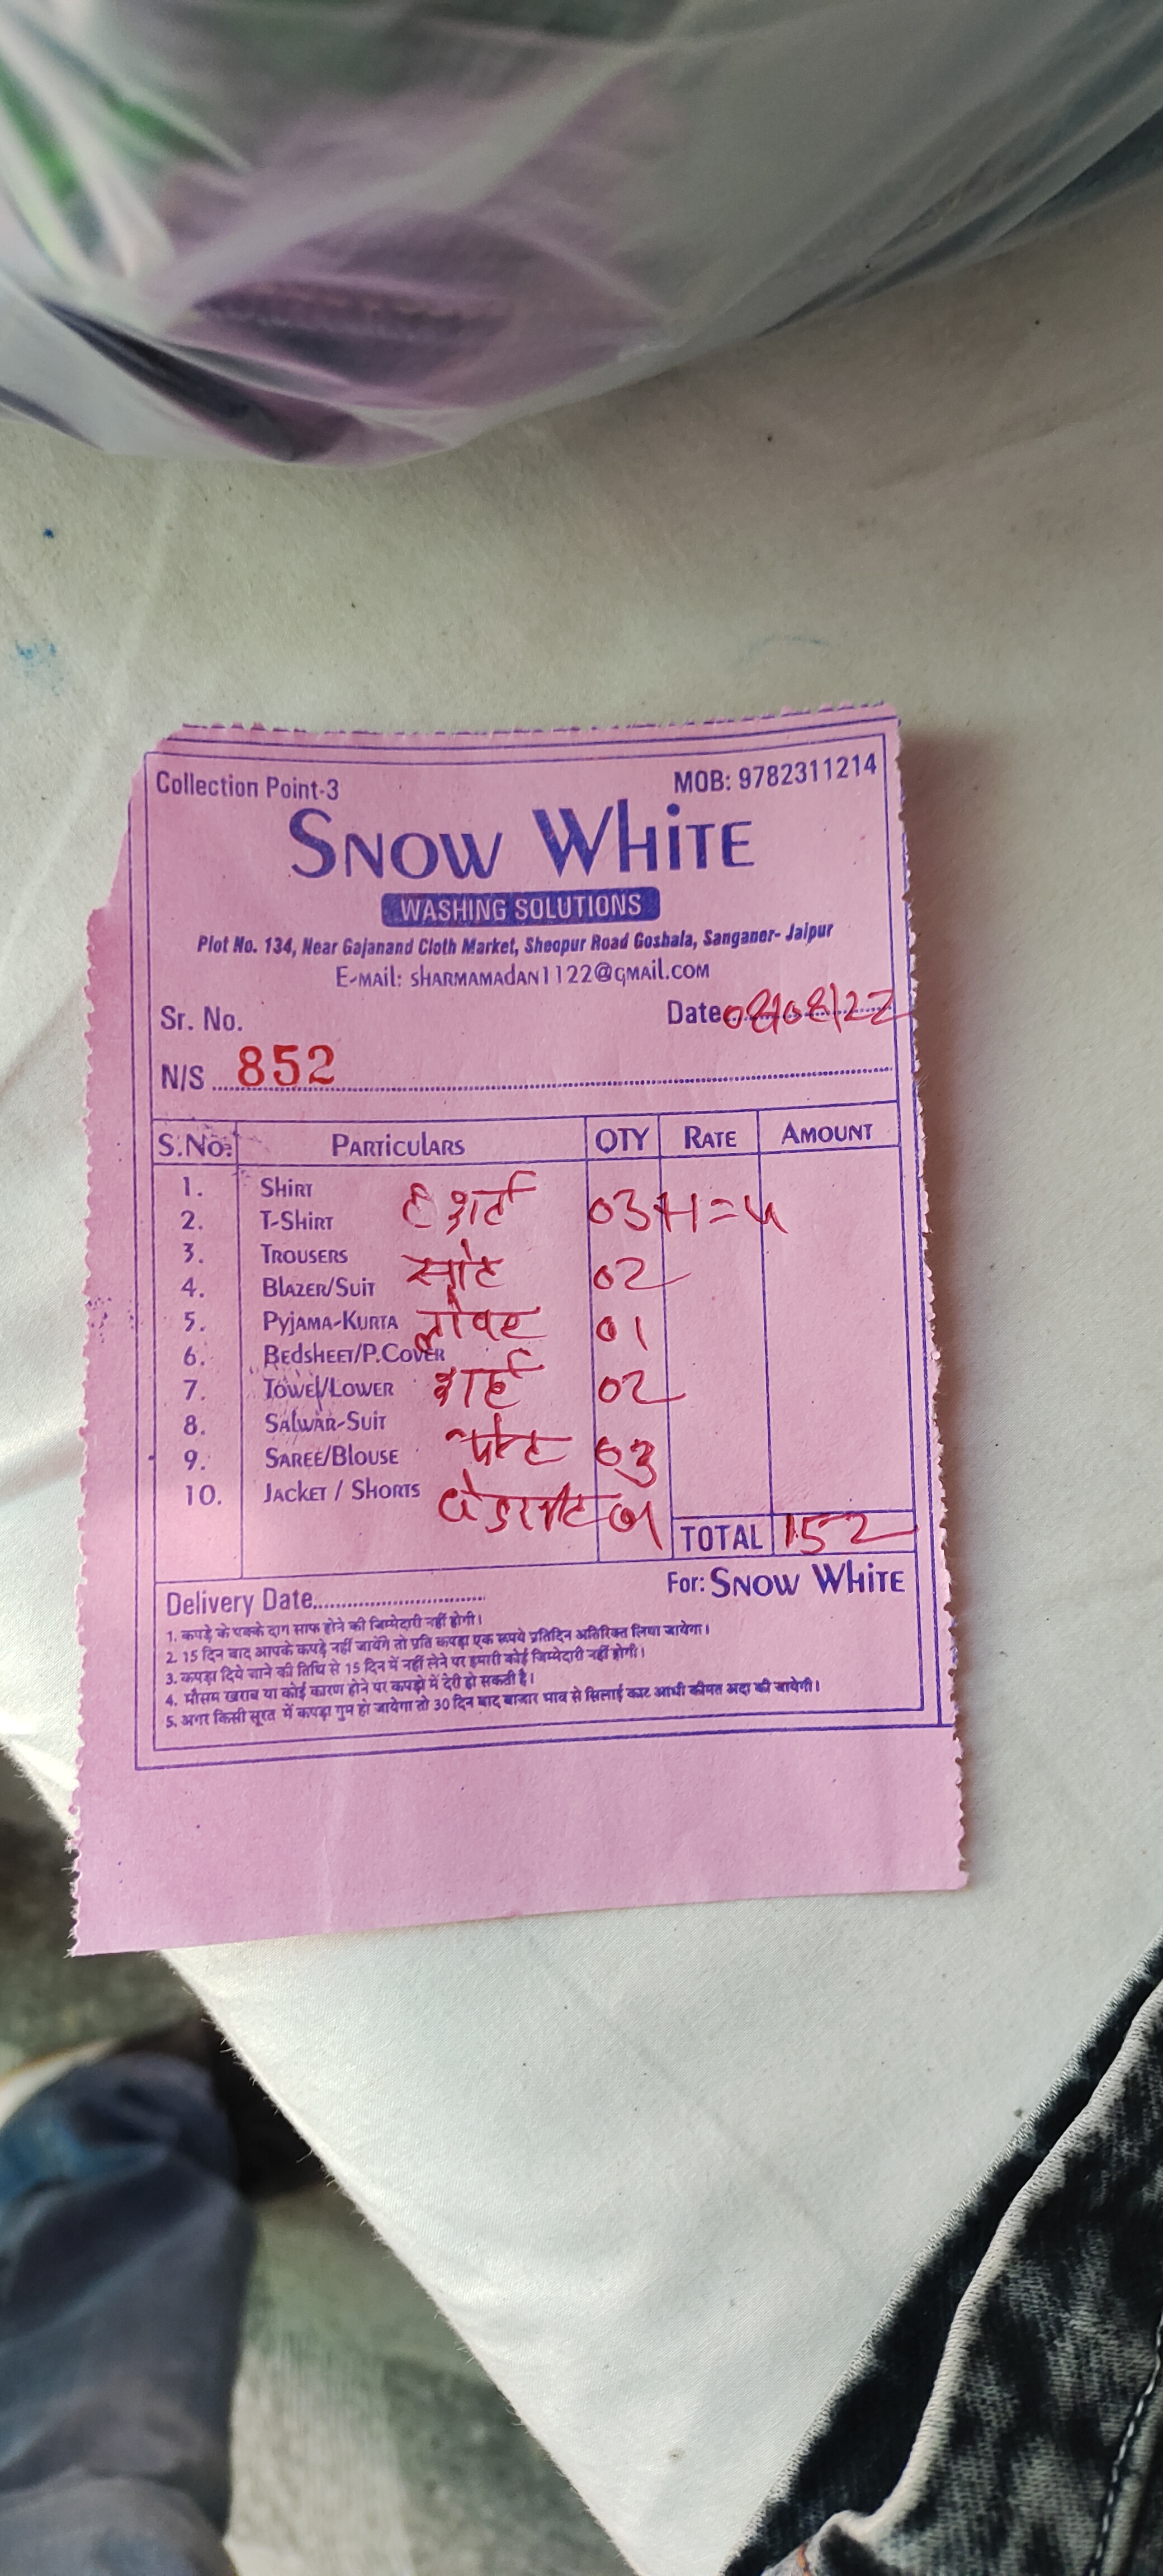 Collection Point-3 MOB: 9782311214
SNOW WHITE
WASHING SOLUTIONS
Plot No. 134, Near Gajanand Cloth Market, Sheopur Road Goshala, Sanganer- Jaipur
E-MAIL: SHARMAMADAN1122@GMAIL.COM
Sr. No. Date 08/08/22
N/S 852
S.No. PARTICULARS QTY RATE AMOUNT
1. SHIRT
2. T-SHIRT टी शर्ट 03+1=4
3. TROUSERS
4. BLAZER/SUIT 02
5. PYJAMA-KURTA लोवर 01
6. BEDSHEET/P.COVER
7. TOWEL/LOWER शर्ट 02
8. SALWAR-SUIT
9. SAREE/BLOUSE पेन्ट 03
10. JACKET / SHORTS बेडसीट 01
TOTAL 152
Delivery Date For: SNOW WHITE
1. कपड़े के पक्के दाग साफ होने की जिम्मेदारी नहीं होगी।
2. 15 दिन बाद आपके कपड़े नहीं जायेंगे तो प्रति कपड़ा एक रूपये प्रतिदिन अतिरिक्त लिया जायेगा।
3. कपड़ा दिये जाने की तिथि से 15 दिन में नहीं लेने पर हमारी कोई जिम्मेदारी नहीं होगी।
4. मौसम खराब या कोई कारण होने पर कपड़ो में देरी हो सकती है।
5. अगर किसी सूरत में कपड़ा गुम हो जायेगा तो 30 दिन बाद बाजार भाव से सिलाई काट आधी कीमत अदा की जायेगी।